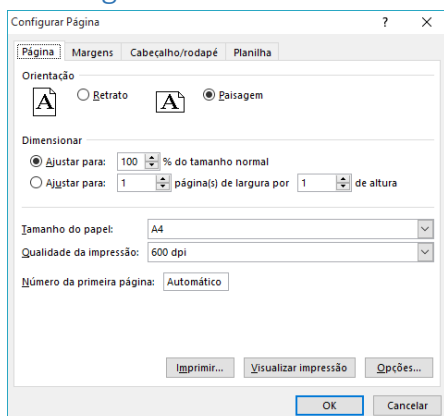 Configurar Página ? ×
Página Margens Cabeçalho/rodapé Planilha
Orientação
A Retrato A Paisagem
Dimensionar
Ajustar para: 100 % do tamanho normal
Ajustar para: 1 página(s) de largura por 1 de altura
Tamanho do papel: A4
Qualidade da impressão: 600 dpi
Número da primeira página: Automático
Imprimir... Visualizar impressão Opções...
OK Cancelar